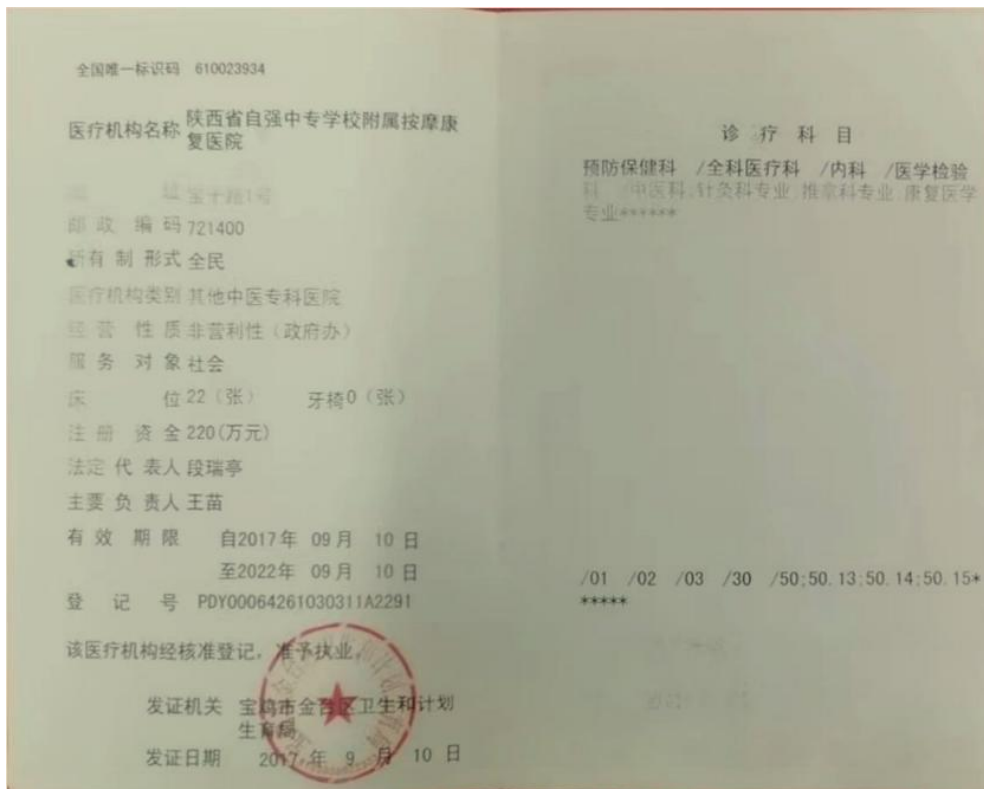 全国唯一标识码 610023934
医疗机构名称 陕西省自强中专学校附属按摩康
复医院
址 宝十路1号
邮政编码 721400
所有制形式 全民
医疗机构类别 其他中医专科医院
经营性质 非营利性(政府办)
服务对象 社会
床位 22(张) 牙椅0(张)
注册资金 220(万元)
法定代表人 段瑞亭
主要负责人 王苗
有效期限 自2017年 09月 10日
至2022年 09月 10日
登记号 PDY00064261030311A2291
该医疗机构经核准登记,准予执业。
发证机关 宝鸡市金台区卫生和计划
生育局
发证日期 2017年 9月 10日
诊疗科目
预防保健科 /全科医疗科 /内科 /医学检验
科 /中医科;针灸科专业;推拿科专业;康复医学
专业******
/01 /02 /03 /30 /50;50.13;50.14;50.15*
*****